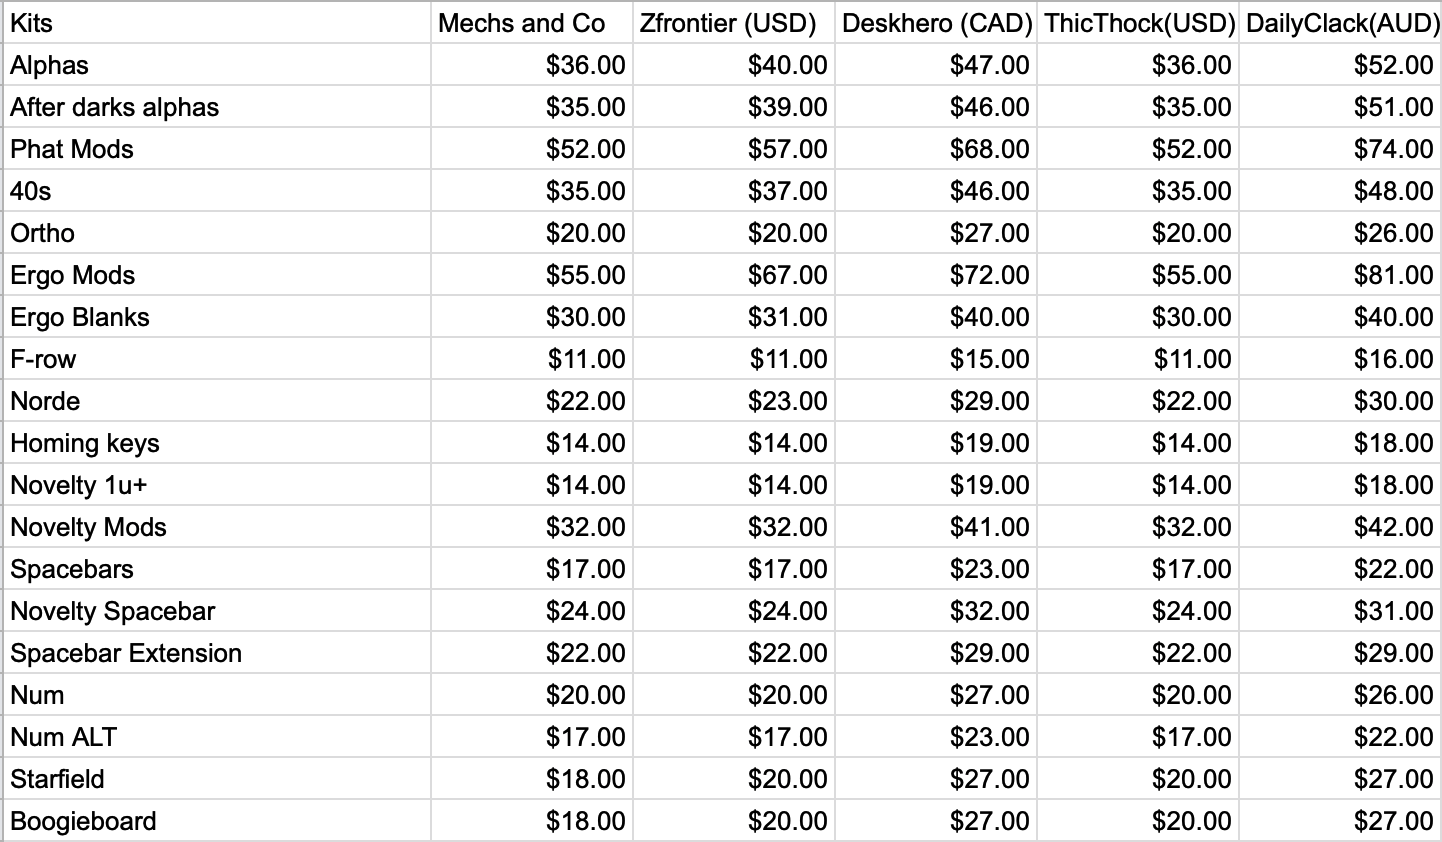 Kits Mechs and Co Zfrontier (USD) Deskhero (CAD) ThicThock(USD) DailyClack(AUD)
Alphas $36.00 $40.00 $47.00 $36.00 $52.00
After darks alphas $35.00 $39.00 $46.00 $35.00 $51.00
Phat Mods $52.00 $57.00 $68.00 $52.00 $74.00
40s $35.00 $37.00 $46.00 $35.00 $48.00
Ortho $20.00 $20.00 $27.00 $20.00 $26.00
Ergo Mods $55.00 $67.00 $72.00 $55.00 $81.00
Ergo Blanks $30.00 $31.00 $40.00 $30.00 $40.00
F-row $11.00 $11.00 $15.00 $11.00 $16.00
Norde $22.00 $23.00 $29.00 $22.00 $30.00
Homing keys $14.00 $14.00 $19.00 $14.00 $18.00
Novelty 1u+ $14.00 $14.00 $19.00 $14.00 $18.00
Novelty Mods $32.00 $32.00 $41.00 $32.00 $42.00
Spacebars $17.00 $17.00 $23.00 $17.00 $22.00
Novelty Spacebar $24.00 $24.00 $32.00 $24.00 $31.00
Spacebar Extension $22.00 $22.00 $29.00 $22.00 $29.00
Num $20.00 $20.00 $27.00 $20.00 $26.00
Num ALT $17.00 $17.00 $23.00 $17.00 $22.00
Starfield $18.00 $20.00 $27.00 $20.00 $27.00
Boogieboard $18.00 $20.00 $27.00 $20.00 $27.00